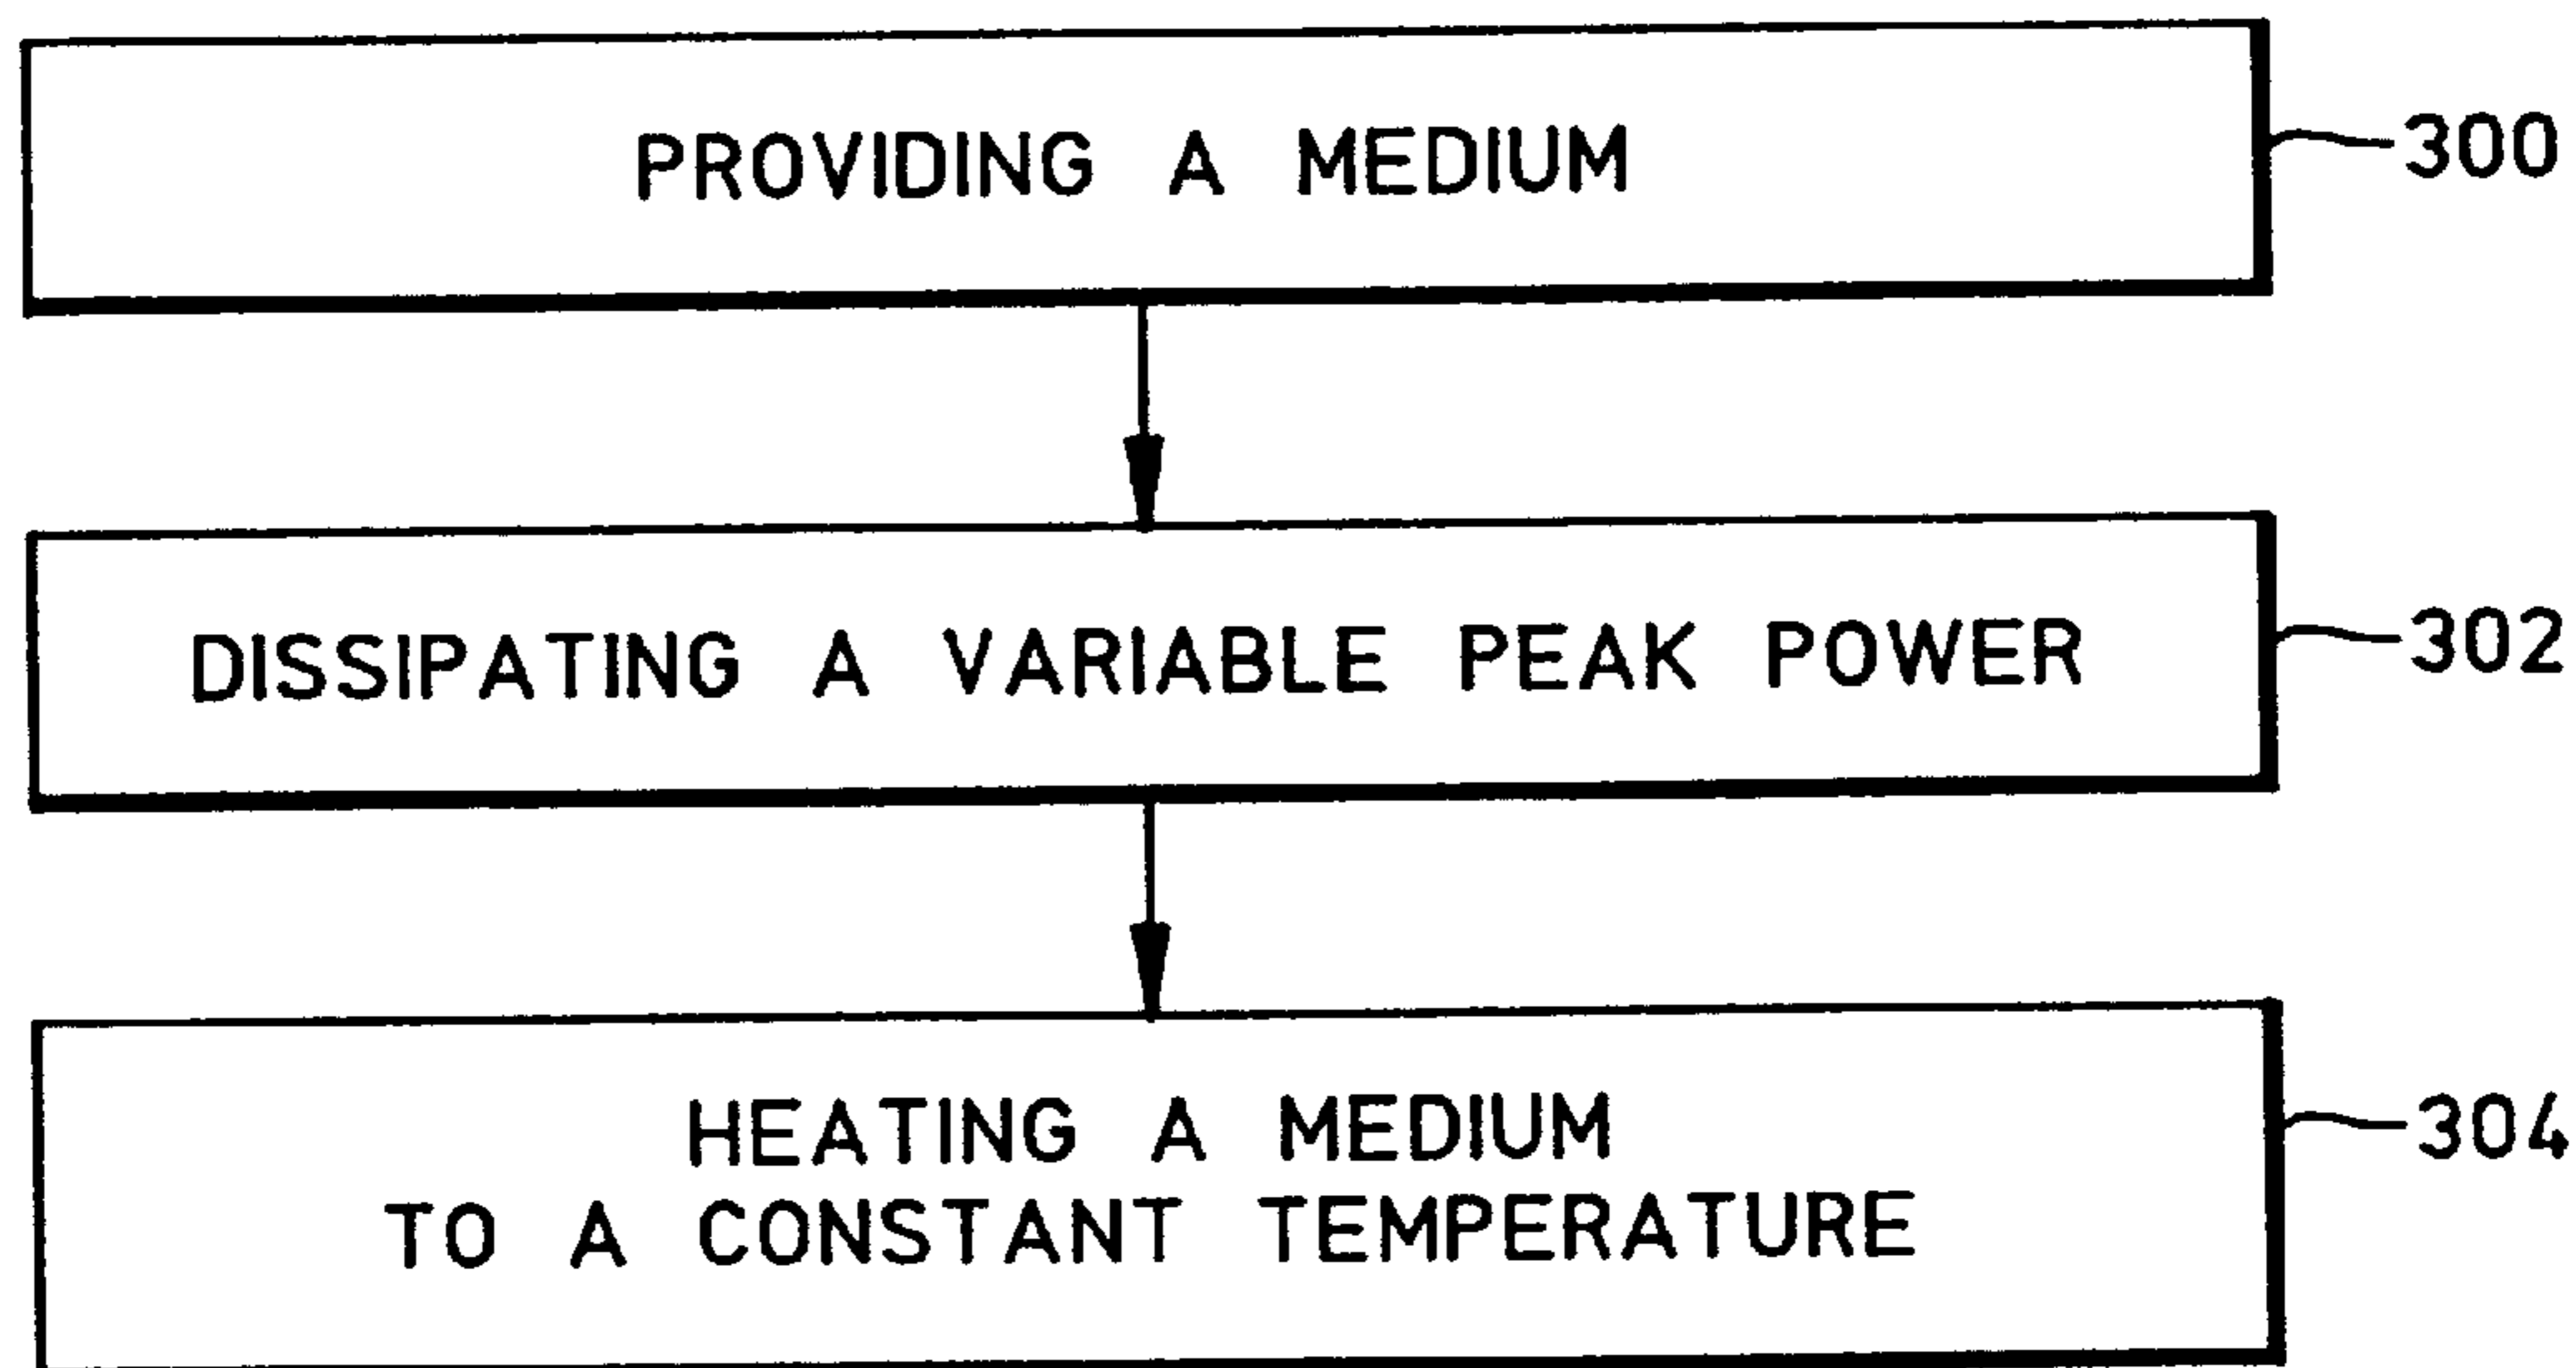 PROVIDING A MEDIUM
300
DISSIPATING A VARIABLE PEAK POWER
302
HEATING A MEDIUM
304
TO A CONSTANT TEMPERATURE